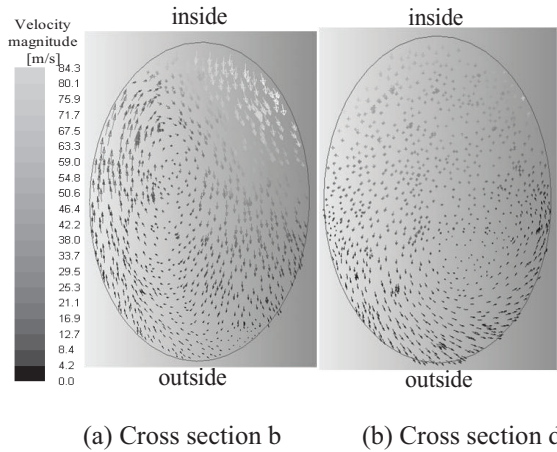 Velocity
magnitude
[m/s]
84.3
80.1
75.9
71.7
67.5
63.3
59.0
54.8
50.6
46.4
42.2
38.0
33.7
29.5
25.3
21.1
16.9
12.7
8.4
4.2
0.0
inside
outside
inside
outside
(a) Cross section b
(b) Cross section d